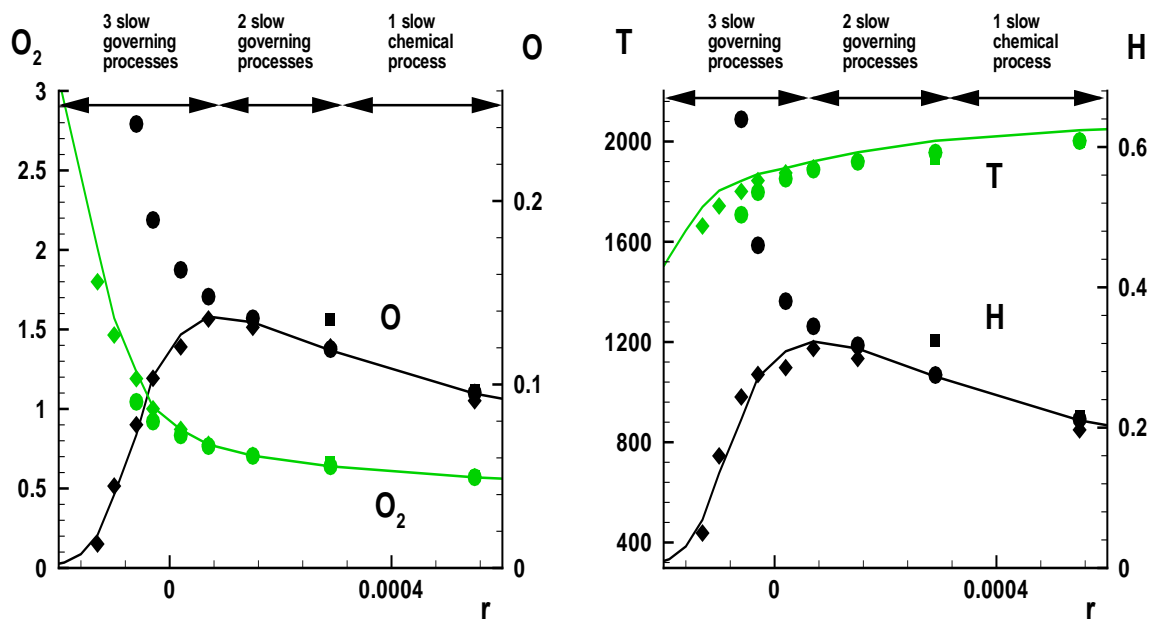 3 slow
governing
processes
2 slow
governing
processes
1 slow
chemical
process
O2
O
3
2.5
2
1.5
1
0.5
0
0.2
0.1
0
O
O2
0
0.0004
r
3 slow
governing
processes
2 slow
governing
processes
1 slow
chemical
process
T
H
2000
1600
1200
800
400
0.6
0.4
0.2
0
T
H
0
0.0004
r